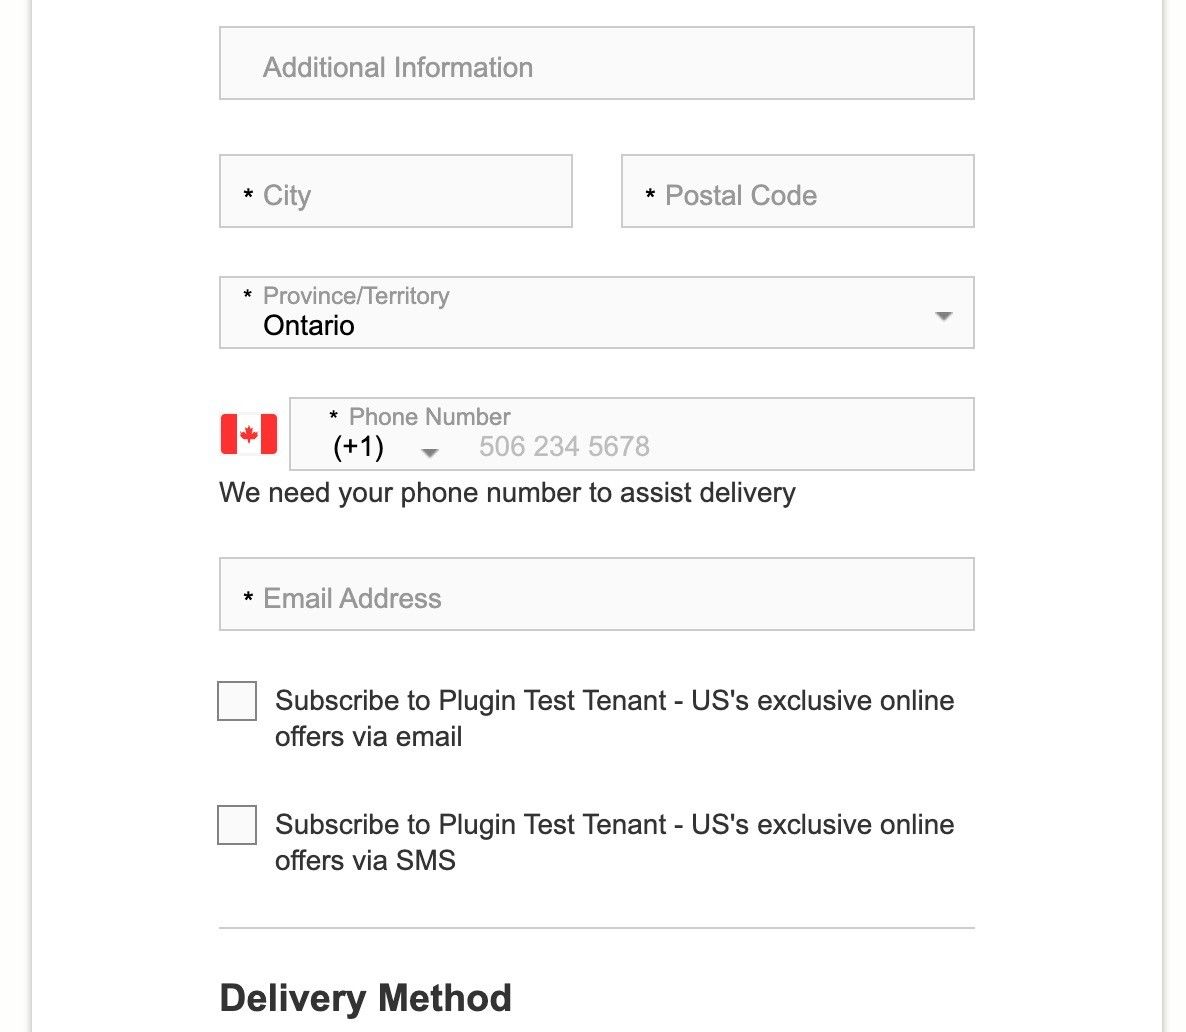 Additional Information
* City
* Postal Code
* Province/Territory
Ontario
* Phone Number
(+1) 506 234 5678
We need your phone number to assist delivery
* Email Address
Subscribe to Plugin Test Tenant - US's exclusive online
offers via email
Subscribe to Plugin Test Tenant - US's exclusive online
offers via SMS
Delivery Method